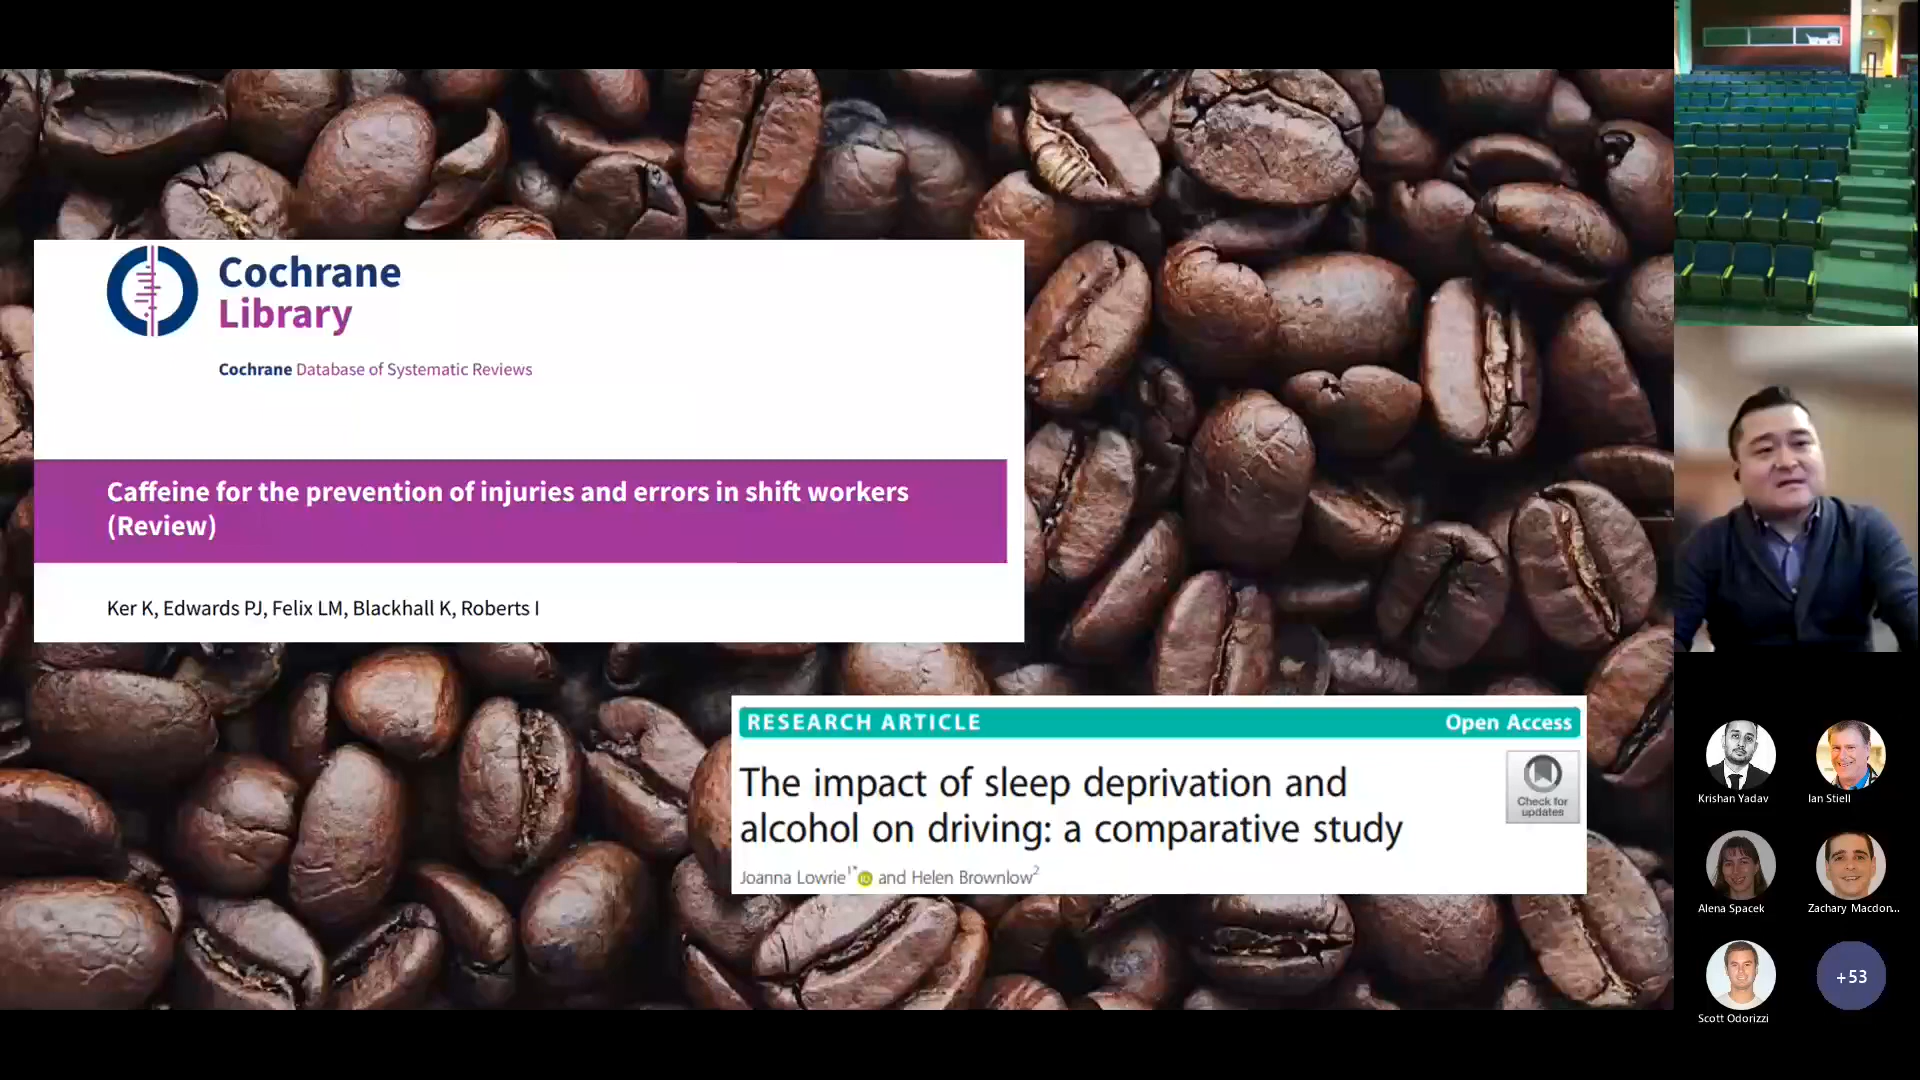 Cochrane
Library
Cochrane Database of Systematic Reviews
Caffeine for the prevention of injuries and errors in shift workers
(Review)
Ker K, Edwards PJ, Felix LM, Blackhall K, Roberts I
RESEARCH ARTICLE Open Access
The impact of sleep deprivation and
alcohol on driving: a comparative study
Check for
updates
Joanna Lowrie1* iD and Helen Brownlow2
Krishan Yadav
Ian Stiell
Alena Spacek
Zachary Macdon...
Scott Odorizzi
+53